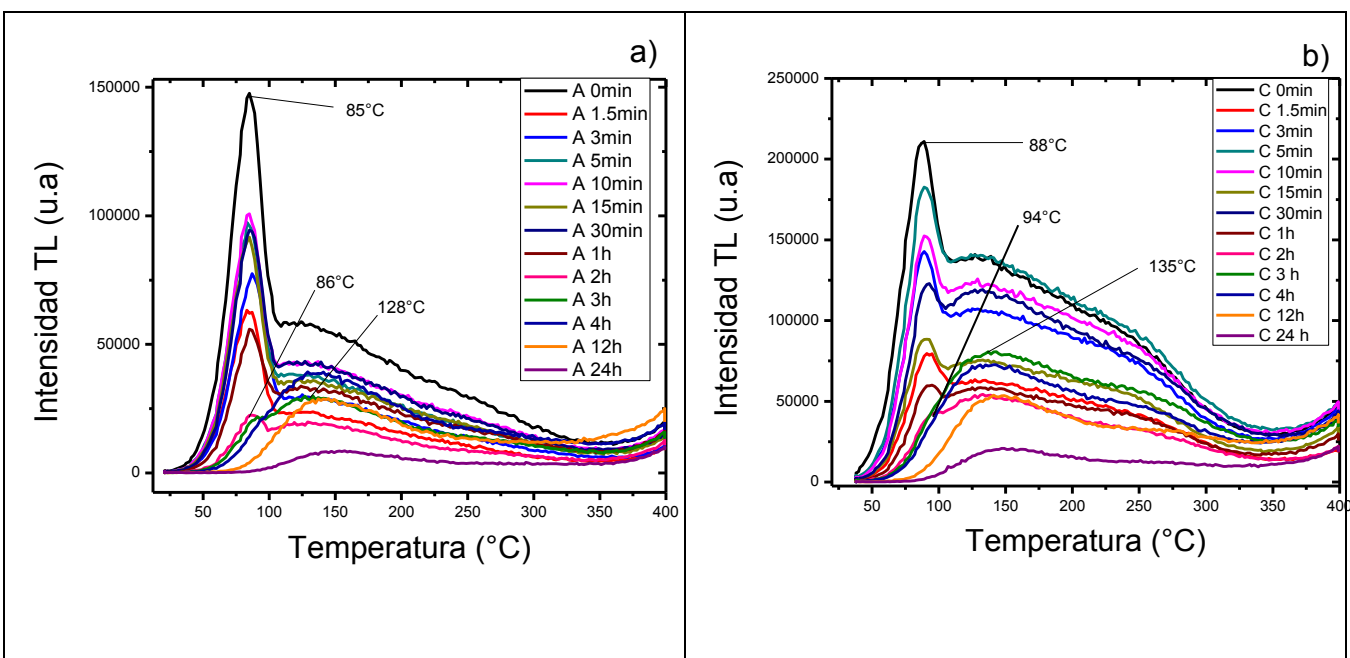 a)
Intensidad TL (u.a)
150000
100000
50000
0
50
100
150
200
250
300
350
400
Temperatura (°C)
85°C
86°C
128°C
A 0min
A 1.5min
A 3min
A 5min
A 10min
A 15min
A 30min
A 1h
A 2h
A 3h
A 4h
A 12h
A 24h
b)
Intensidad TL (u.a)
250000
200000
150000
100000
50000
0
50
100
150
200
250
300
350
400
Temperatura (°C)
88°C
94°C
135°C
C 0min
C 1.5min
C 3min
C 5min
C 10min
C 15min
C 30min
C 1h
C 2h
C 3 h
C 4h
C 12h
C 24 h